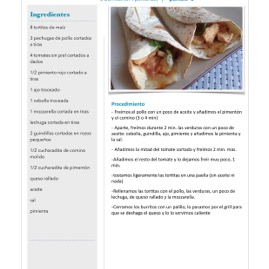 Ingredientes
8 tortitas de maíz
3 pechugas de pollo cortadas
a tiras
4 tomates en piel cortados a
dados
1/2 pimiento rojo cortado a
tiras
1 ajo troceado
1 cebolla troceada
1 mozzarella cortada en tiras
lechuga cortada en tiras
2 guindillas cortadas en trozos
pequeños
1/2 cucharadita de comino
molido
1/2 cucharadita de pimentón
queso rallado
aceite
sal
pimienta
Procedimiento
- Freímos el pollo con un poco de aceite y añadimos el pimentón
y el comino (3 o 4 min)
- Aparte, freímos durante 2 min. las verduras con un poco de
aceite: cebolla, guindilla, ajo, pimiento y añadimos la pimienta y
la sal.
- Añadimos la mitad del tomate cortado y freímos 2 min. más.
-Añadimos el resto del tomate y lo dejamos freír muy poco, 1
min.
-Tostamos ligeramente las tortitas en una paella (sin aceite ni
nada)
-Rellenamos las tortitas con el pollo, las verduras, un poco de
lechuga, de queso rallado y la mozzarella.
-Cerramos los burritos con un palillo, lo pasamos por el grill para
que se deshaga el queso y lo servimos caliente